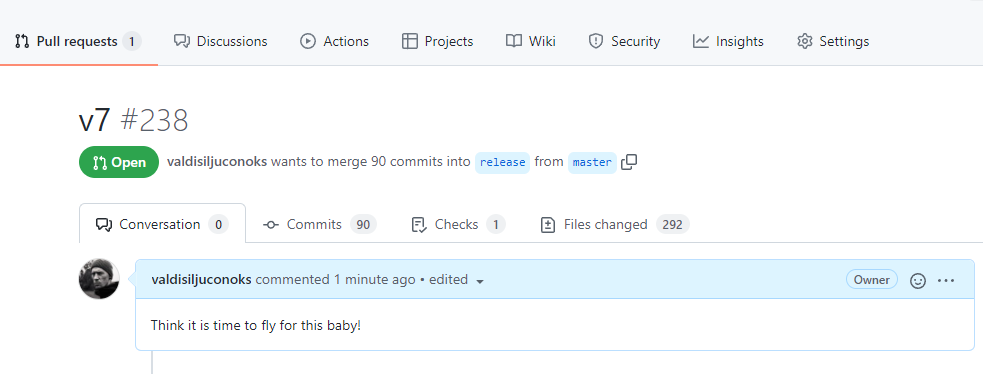 Pull requests 1 Discussions Actions Projects Wiki Security Insights Settings
v7 #238
Open valdisiljuconoks wants to merge 90 commits into release from master
Conversation 0 Commits 90 Checks 1 Files changed 292
valdisiljuconoks commented 1 minute ago • edited Owner
Think it is time to fly for this baby!